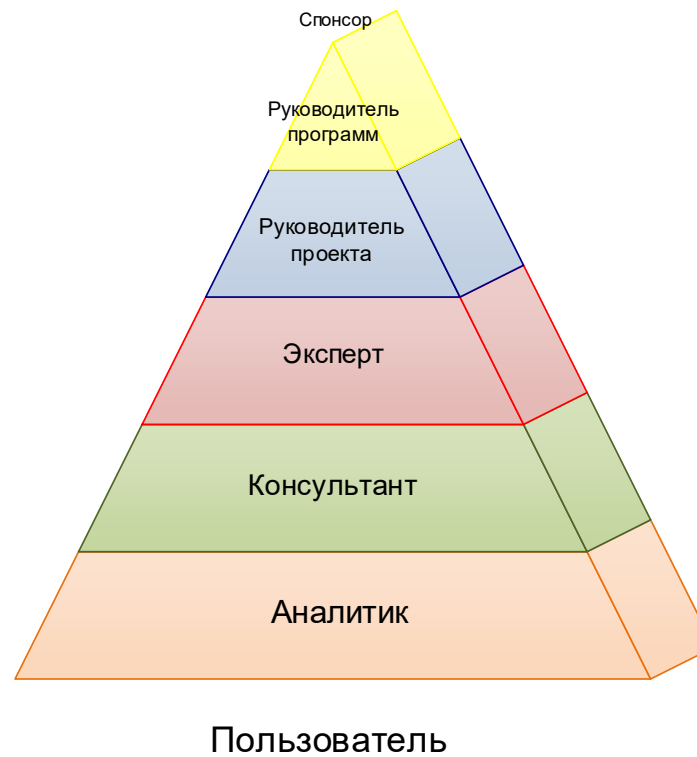 Спонсор
Руководитель
программ
Руководитель
проекта
Эксперт
Консультант
Аналитик
Пользователь